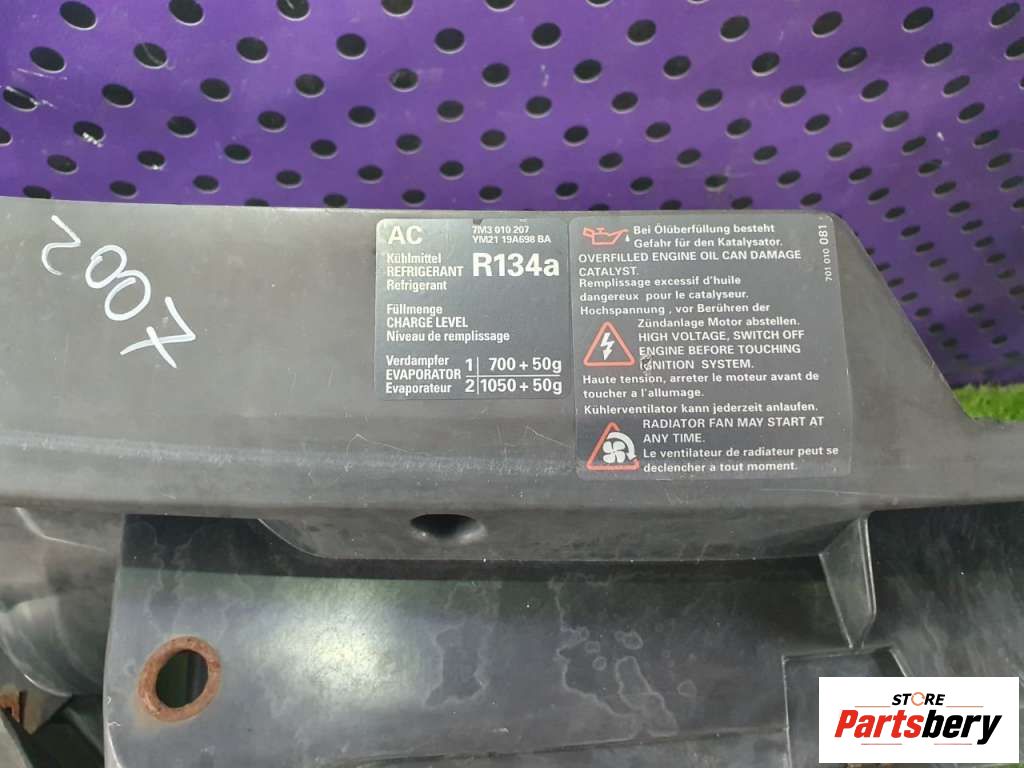 2002
AC
7M3 010 207
YM21 19A698 BA
Kühlmittel
REFRIGERANT
Refrigerant
R134a
Füllmenge
CHARGE LEVEL
Niveau de remplissage
Verdampfer
EVAPORATOR
Evaporateur
1 700 + 50g
2 1050 + 50g
Bei Ölüberfüllung besteht
Gefahr für den Katalysator.
OVERFILLED ENGINE OIL CAN DAMAGE
CATALYST.
Remplissage excessif d'huile
dangereux pour le catalyseur.
Hochspannung , vor Berühren der
Zündanlage Motor abstellen.
HIGH VOLTAGE, SWITCH OFF
ENGINE BEFORE TOUCHING
IGNITION SYSTEM.
Haute tension, arreter le moteur avant de
toucher a l'allumage.
Kühlerventilator kann jederzeit anlaufen.
RADIATOR FAN MAY START AT
ANY TIME.
Le ventilateur de radiateur peut se
declencher a tout moment.
701 010 081
STORE
Partsbery